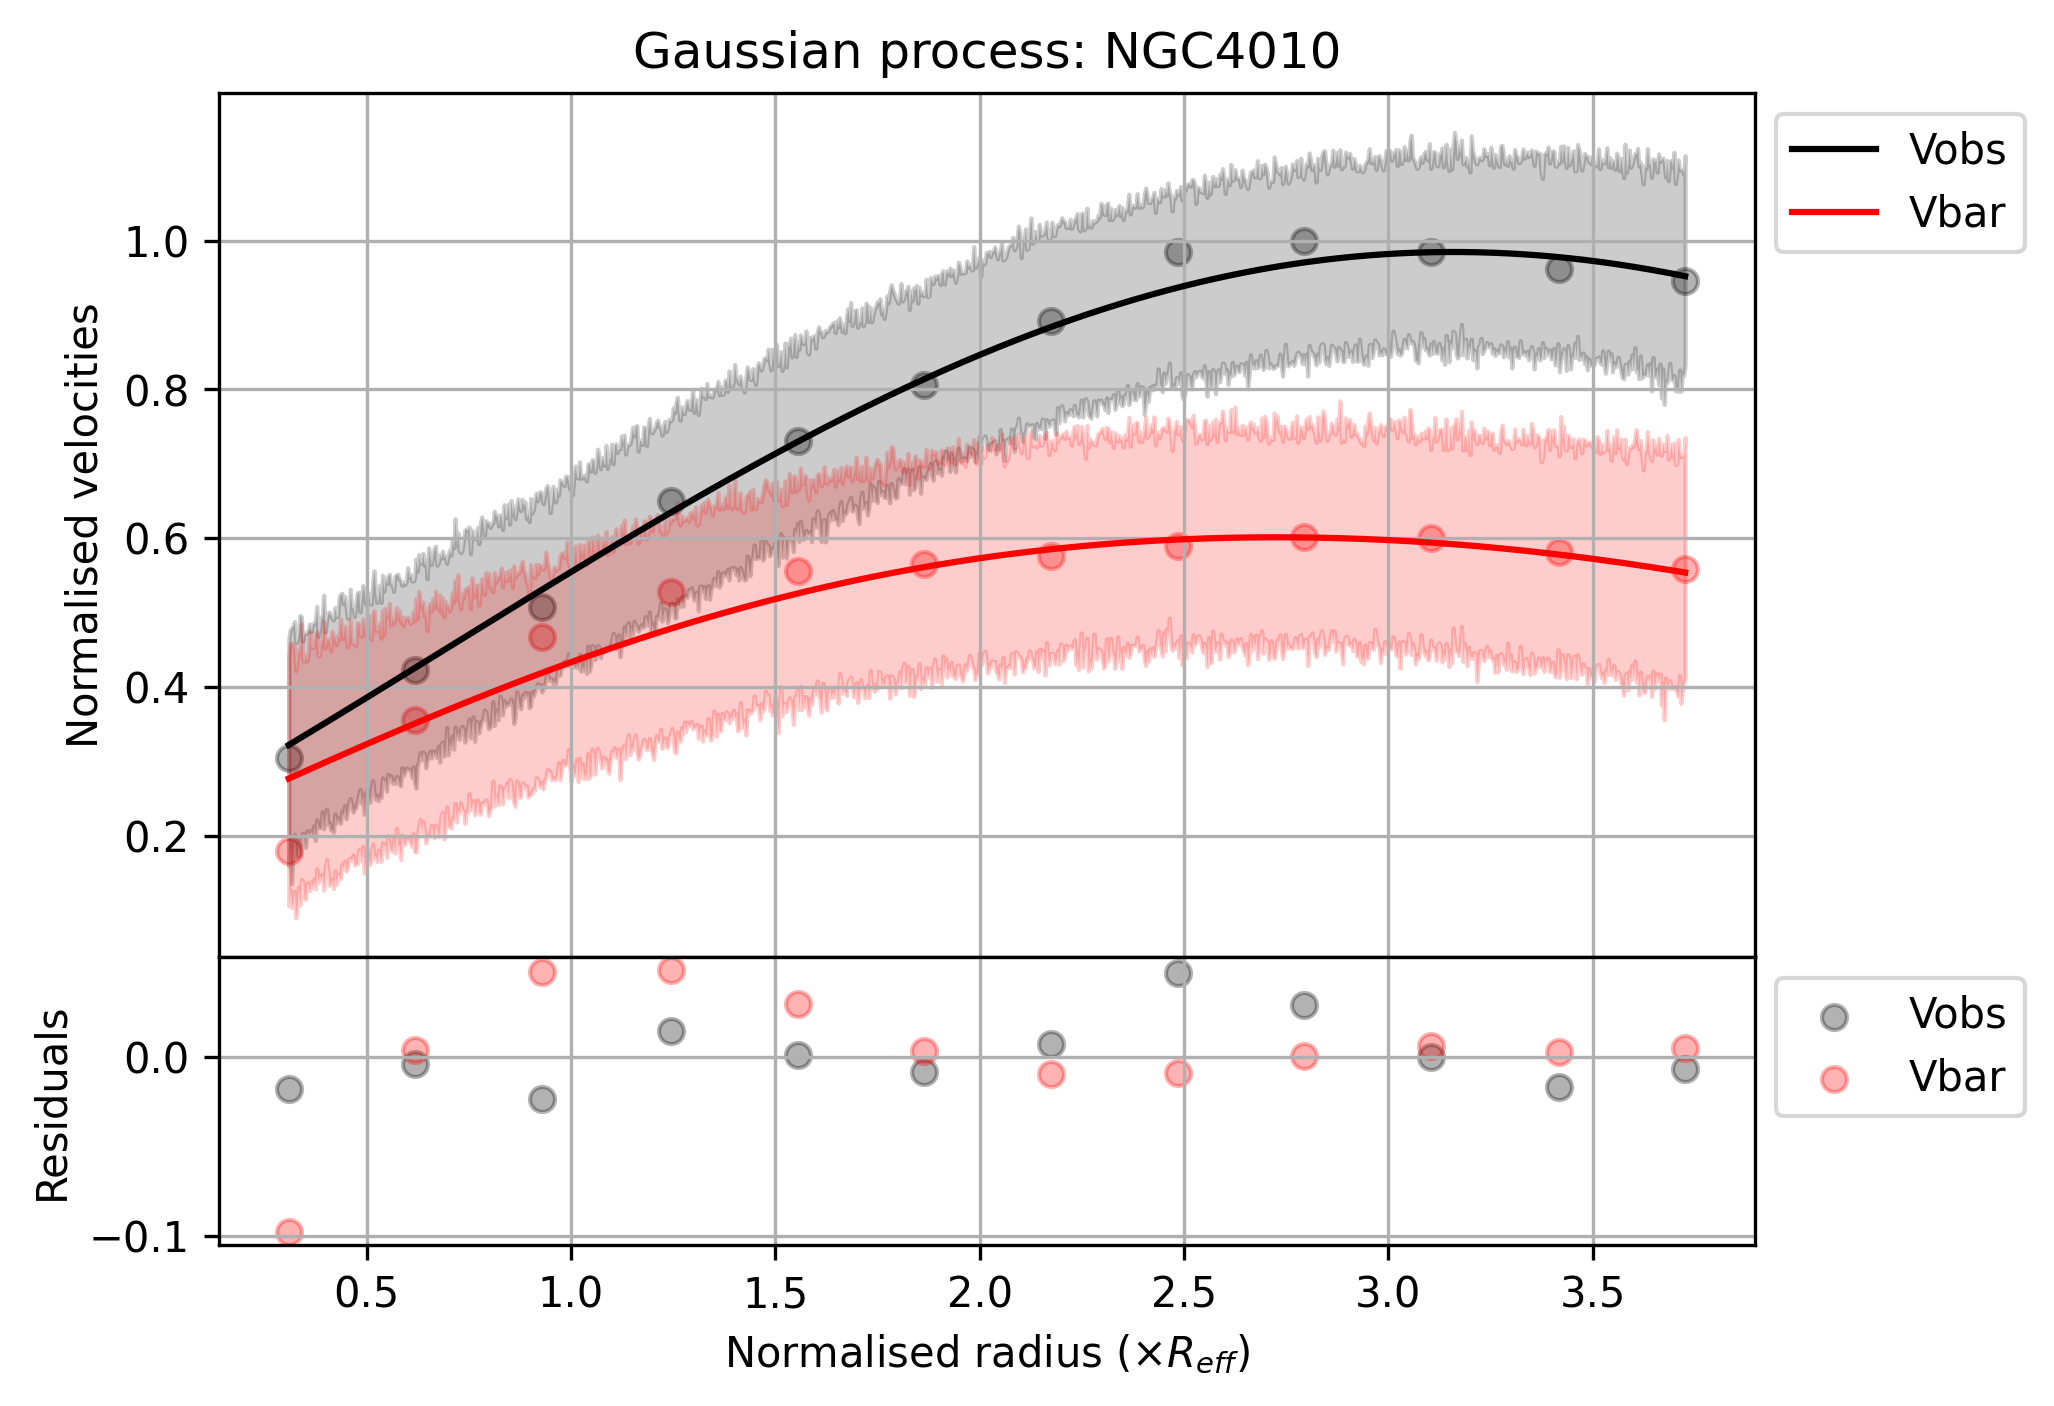 Gaussian process: NGC4010
Normalised velocities
1.0
0.8
0.6
0.4
0.2
Vobs
Vbar
Residuals
0.0
−0.1
Vobs
Vbar
0.5 1.0 1.5 2.0 2.5 3.0 3.5
Normalised radius (×R_eff)